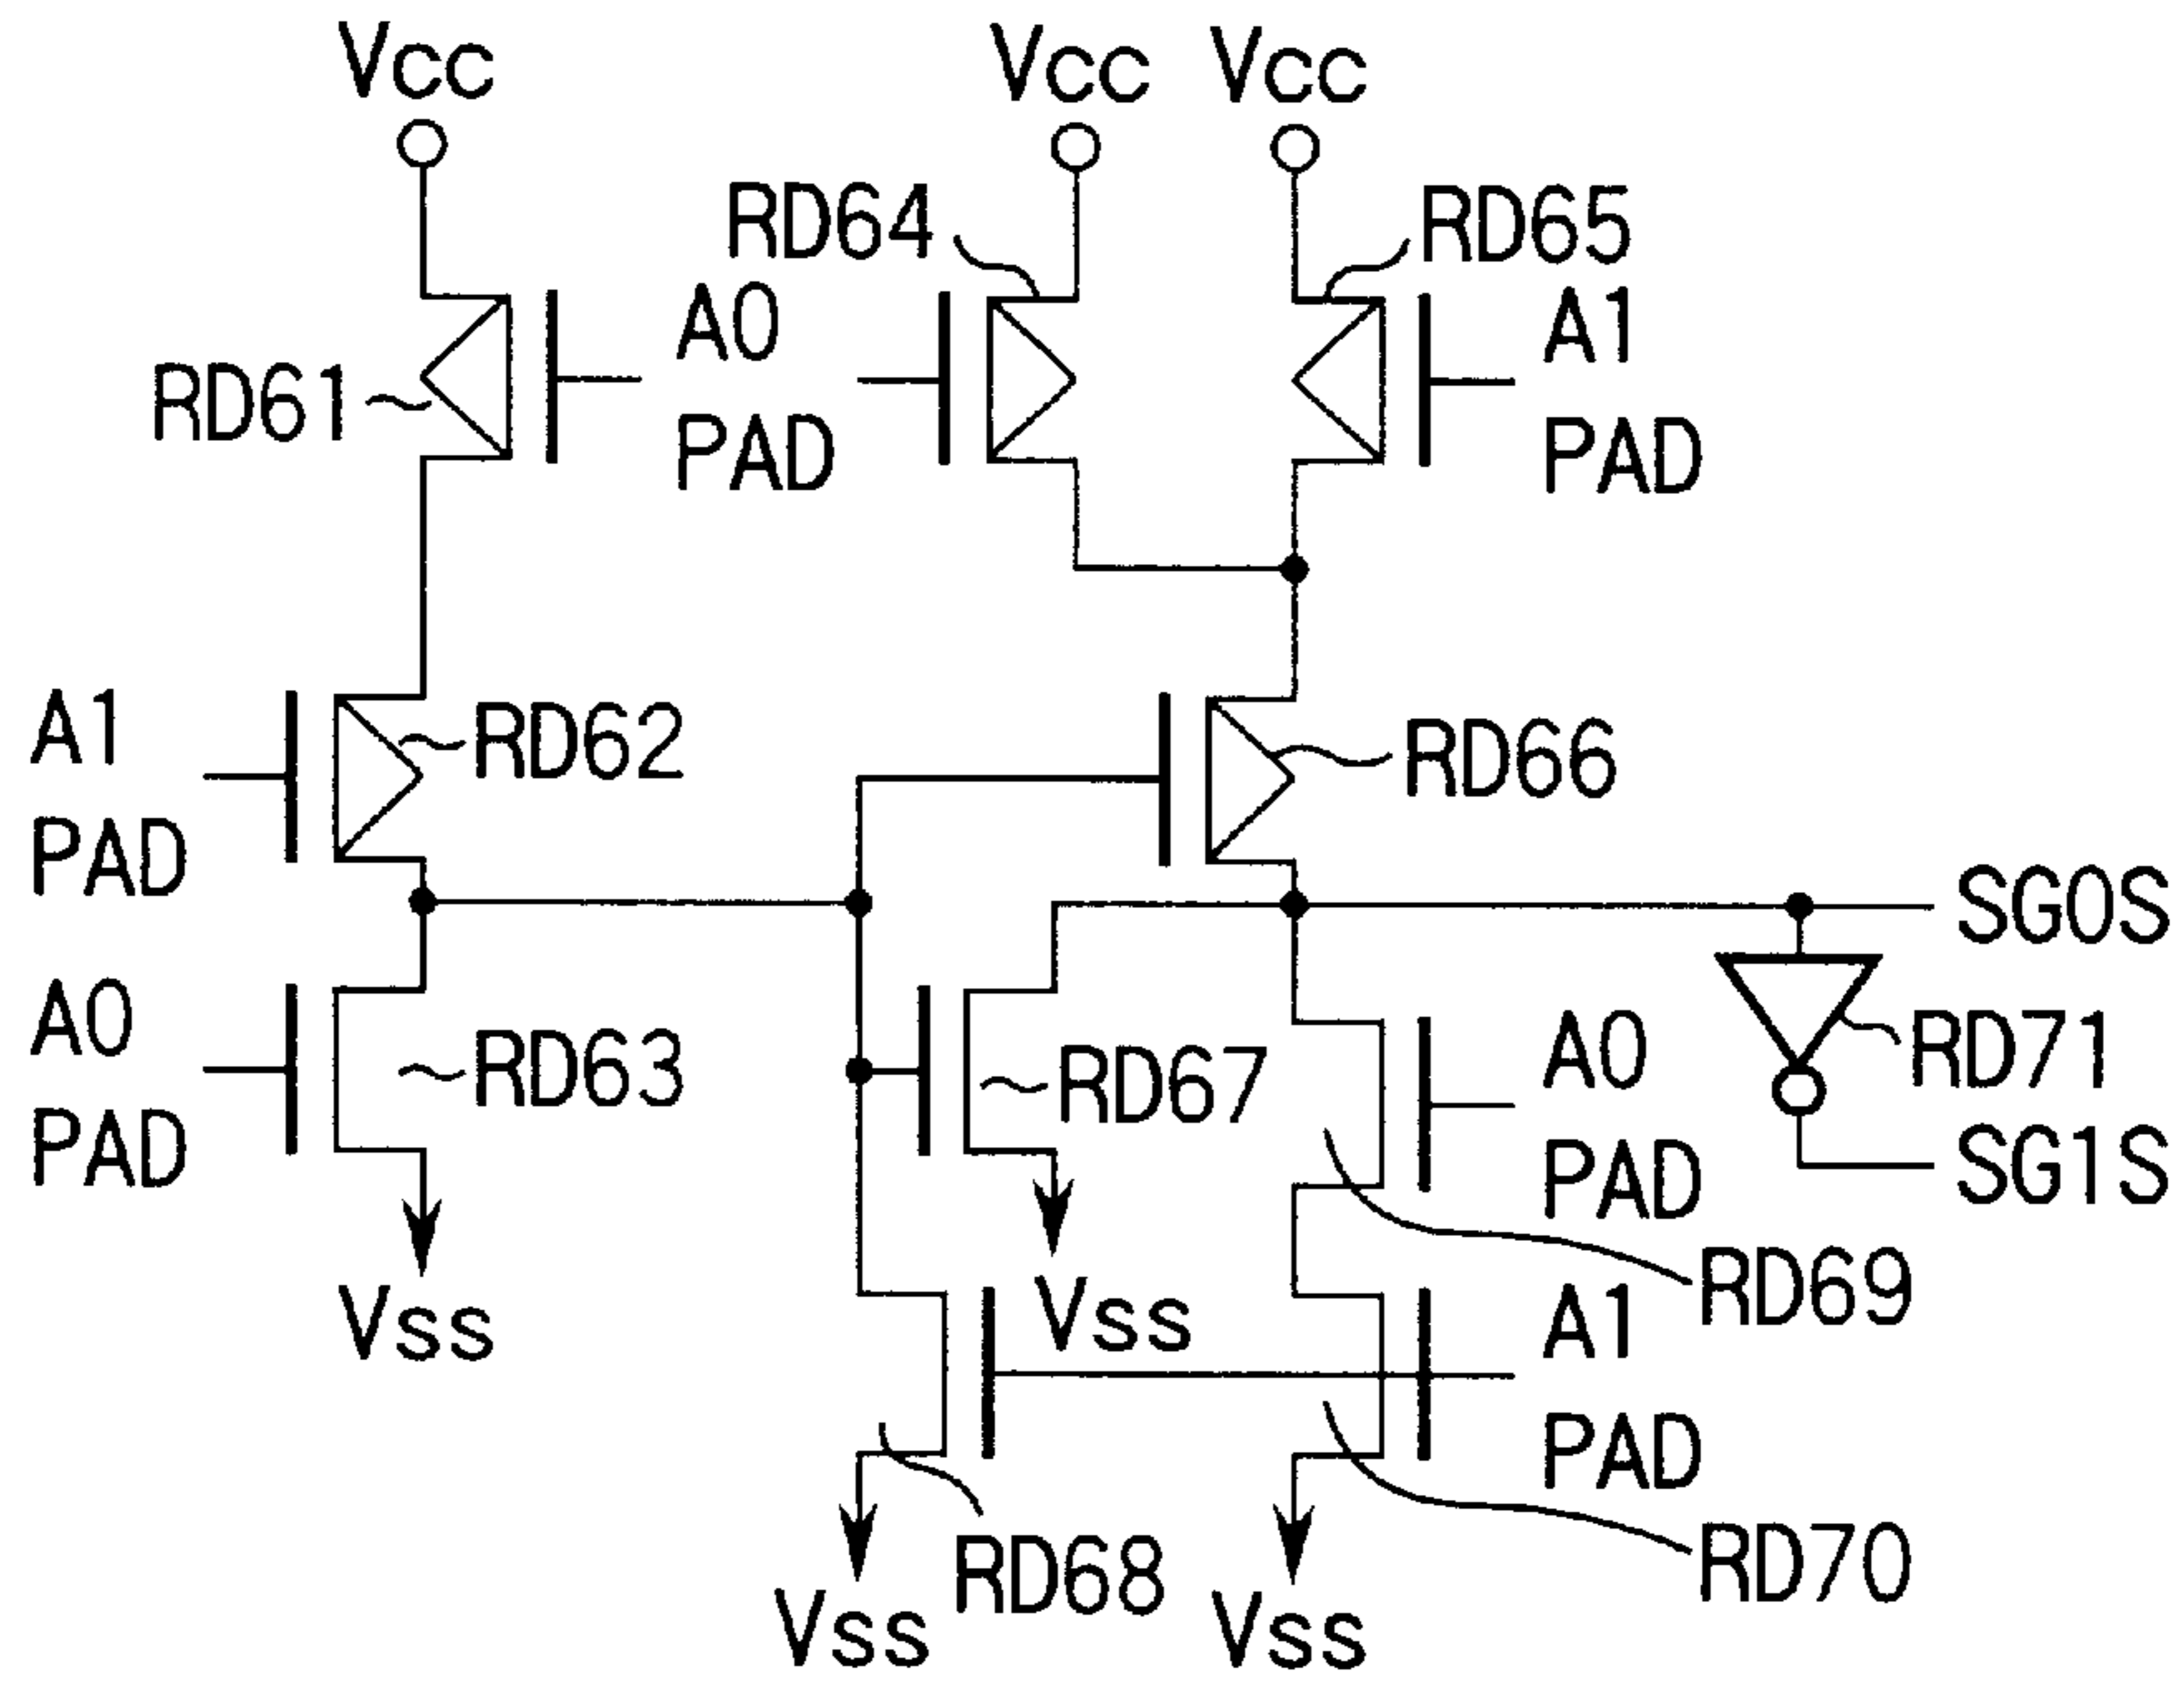 Vcc
Vcc
Vcc
RD64
RD65
A0
PAD
A1
PAD
RD61
A1
PAD
RD62
RD66
SG0S
A0
PAD
RD63
RD67
A0
PAD
RD71
SG1S
Vss
Vss
RD69
A1
PAD
RD68
RD70
Vss
Vss